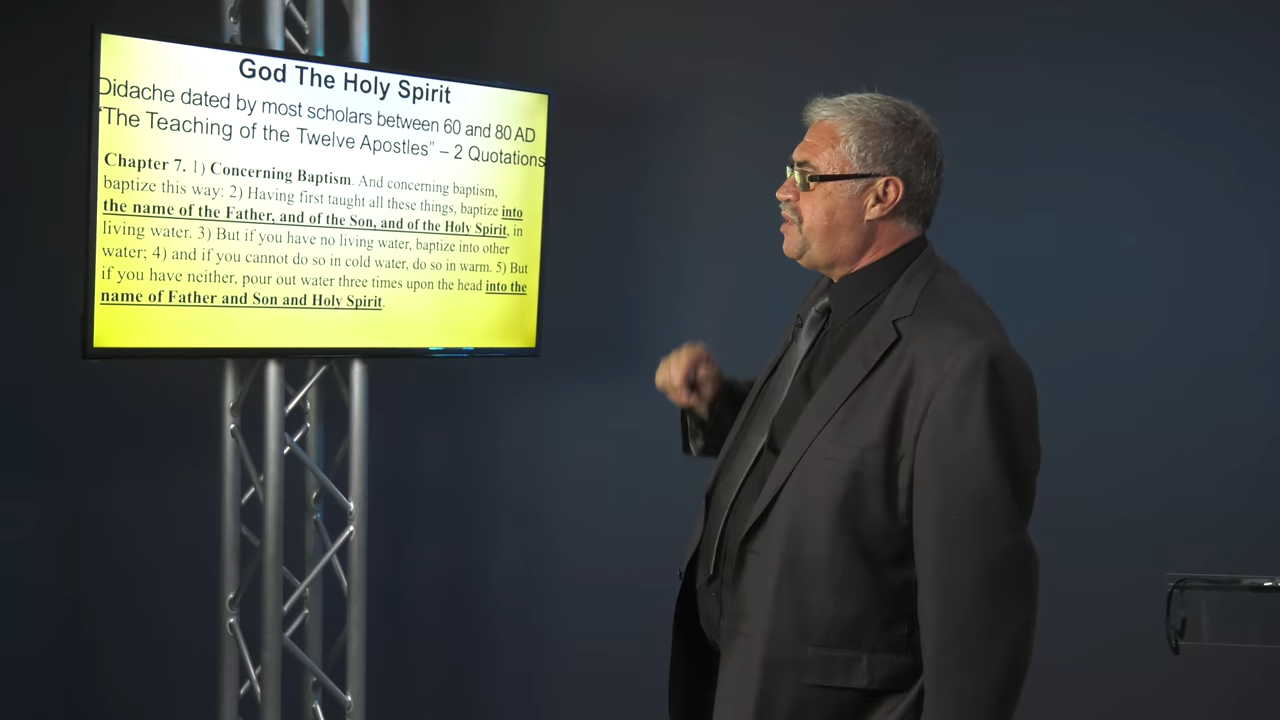 God The Holy Spirit
Didache dated by most scholars between 60 and 80 AD
“The Teaching of the Twelve Apostles” – 2 Quotations
Chapter 7. 1) Concerning Baptism. And concerning baptism,
baptize this way: 2) Having first taught all these things, baptize into
the name of the Father, and of the Son, and of the Holy Spirit, in
living water. 3) But if you have no living water, baptize into other
water; 4) and if you cannot do so in cold water, do so in warm. 5) But
if you have neither, pour out water three times upon the head into the
name of Father and Son and Holy Spirit.